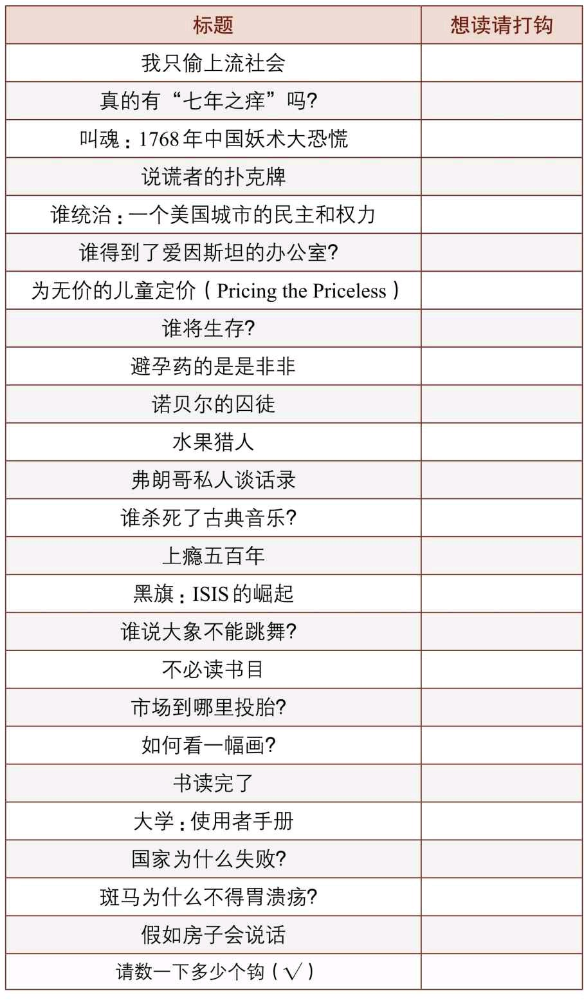 标题 想读请打钩
我只偷上流社会
真的有“七年之痒”吗?
叫魂：1768年中国妖术大恐慌
说谎者的扑克牌
谁统治：一个美国城市的民主和权力
谁得到了爱因斯坦的办公室?
为无价的儿童定价（Pricing the Priceless）
谁将生存?
避孕药的是是非非
诺贝尔的囚徒
水果猎人
弗朗哥私人谈话录
谁杀死了古典音乐?
上瘾五百年
黑旗：ISIS的崛起
谁说大象不能跳舞?
不必读书目
市场到哪里投胎?
如何看一幅画?
书读完了
大学：使用者手册
国家为什么失败?
斑马为什么不得胃溃疡?
假如房子会说话
请数一下多少个钩（√）